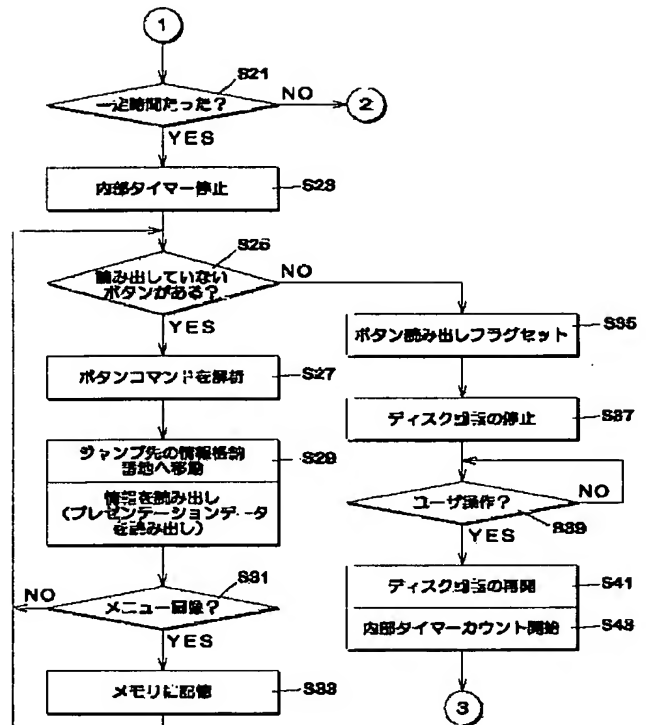 1
S21
一定時間たった？
NO
2
YES
内部タイマー停止
S23
S25
読み出していない
ボタンがある？
NO
YES
ボタンコマンドを解析
S27
ジャンプ先の情報格納
番地へ移動
S29
情報を読み出し
（プレゼンテーションデータ
を読み出し）
S31
NO
メニュー画像？
YES
メモリに記憶
S33
ボタン読み出しフラグセット
S35
ディスク回転の停止
S37
ユーザ操作？
NO
S39
YES
ディスク回転の再開
S41
内部タイマーカウント開始
S43
3